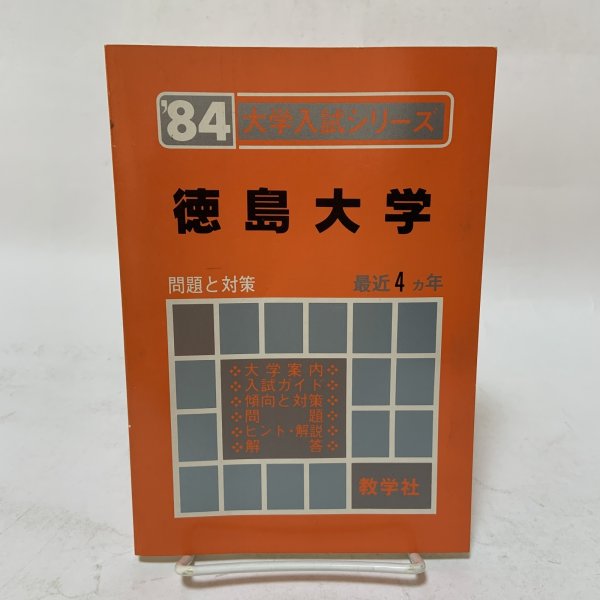 '84 大学入試シリーズ
徳島大学
問題と対策 最近4ヵ年
大学案内
入試ガイド
傾向と対策
問題
ヒント・解説
解答
教学社